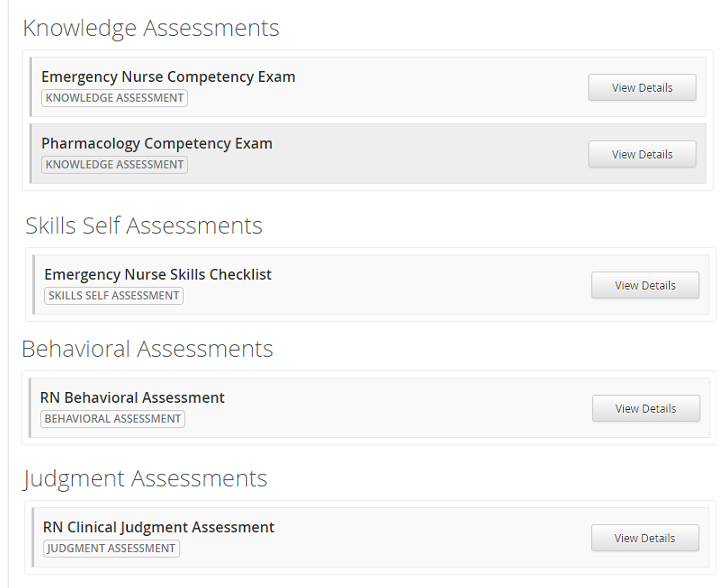 Knowledge Assessments
Emergency Nurse Competency Exam
KNOWLEDGE ASSESSMENT
View Details
Pharmacology Competency Exam
KNOWLEDGE ASSESSMENT
View Details
Skills Self Assessments
Emergency Nurse Skills Checklist
SKILLS SELF ASSESSMENT
View Details
Behavioral Assessments
RN Behavioral Assessment
BEHAVIORAL ASSESSMENT
View Details
Judgment Assessments
RN Clinical Judgment Assessment
JUDGMENT ASSESSMENT
View Details